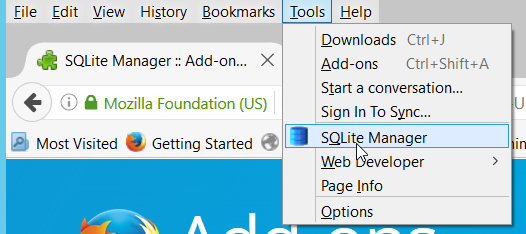 File Edit View History Bookmarks Tools Help
SQLite Manager :: Add-on...
Mozilla Foundation (US)
Most Visited Getting Started
Downloads Ctrl+J
Add-ons Ctrl+Shift+A
Start a conversation...
Sign In To Sync...
SQLite Manager
Web Developer
Page Info
Options
Add-ons